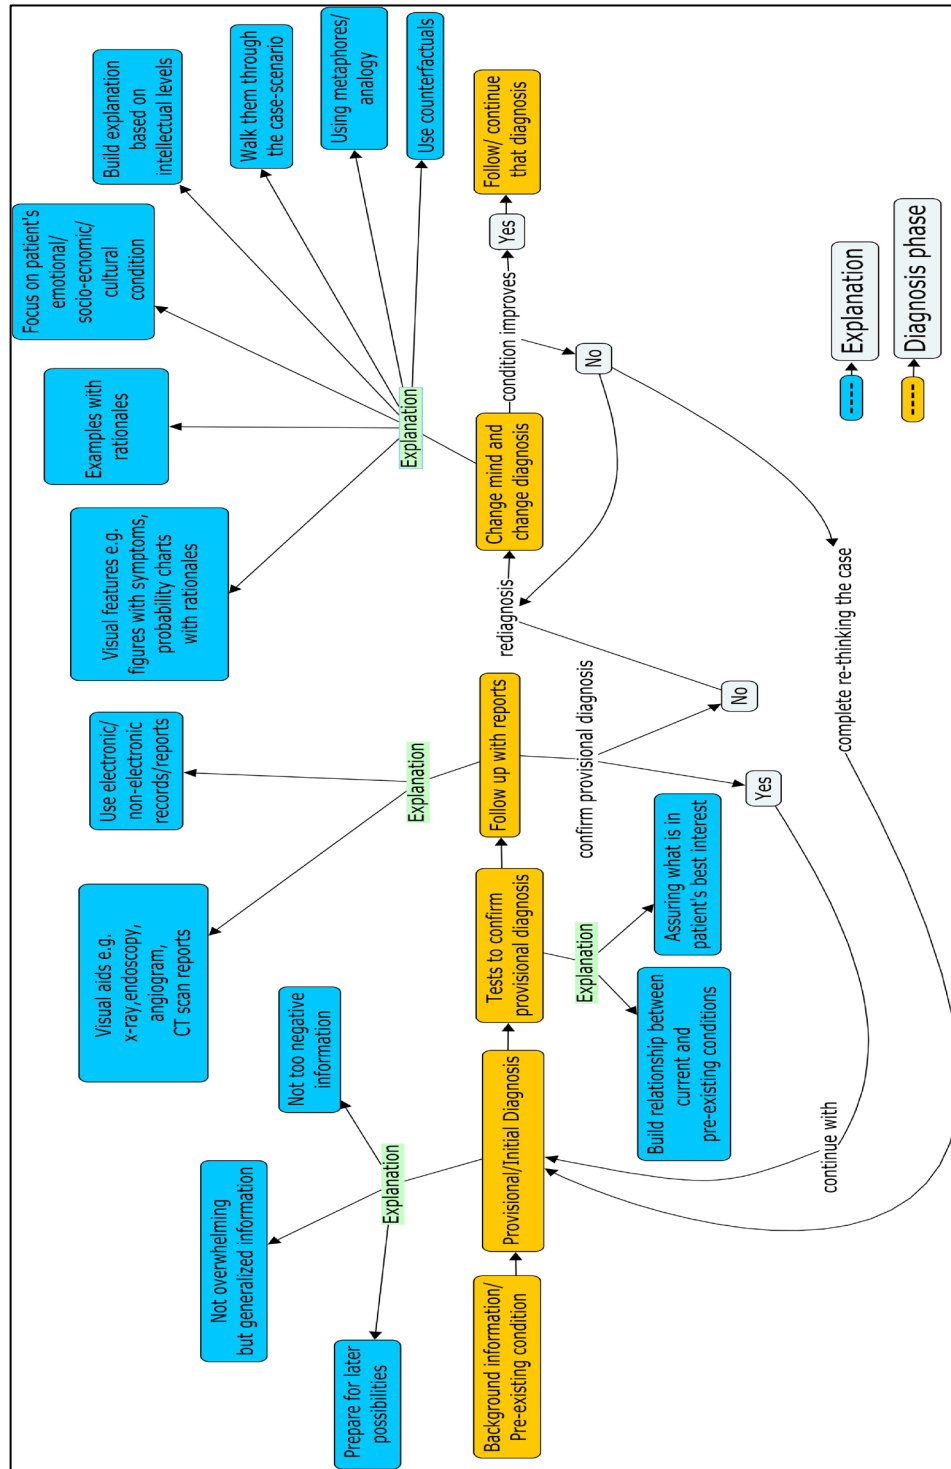 Not overwhelming
but generalized information
Prepare for later
possibilities
Not too negative
information
Explanation
Visual aids e.g.
x-ray,endoscopy,
angiogram,
CT scan reports
Use electronic/
non-electronic
records/reports
Explanation
Visual features e.g.
figures with symptoms,
probability charts
with rationales
Examples with
rationales
Focus on patient's
emotional/
socio-ecnomic/
cultural
condition
Build explanation
based on
intellectual levels
Walk them through
the case-scenario
Using metaphores/
analogy
Use counterfactuals
Explanation
Background information/
Pre-existing condition
Provisional/Initial Diagnosis
Tests to confirm
provisional diagnosis
Follow up with reports
rediagnosis
Change mind and
change diagnosis
condition improves
Yes
Follow/ continue
that diagnosis
No
Explanation
Build relationship between
current and
pre-existing conditions
Assuring what is in
patient's best interest
confirm provisional diagnosis
No
Yes
continue with
complete re-thinking the case
----
Explanation
----
Diagnosis phase